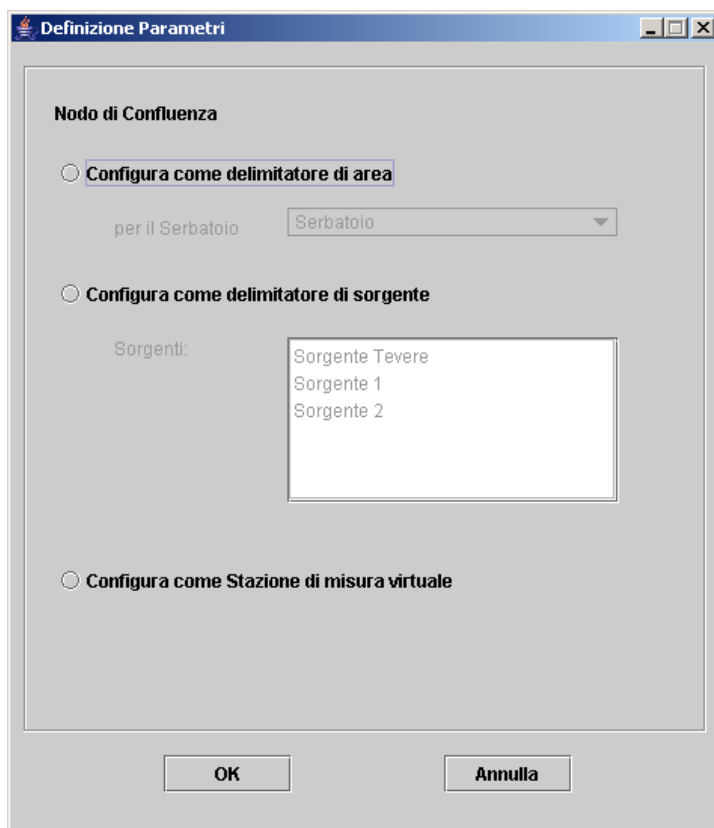 Definizione Parametri
Nodo di Confluenza
Configura come delimitatore di area
per il Serbatoio
Serbatoio
Configura come delimitatore di sorgente
Sorgenti:
Sorgente Tevere
Sorgente 1
Sorgente 2
Configura come Stazione di misura virtuale
OK
Annulla